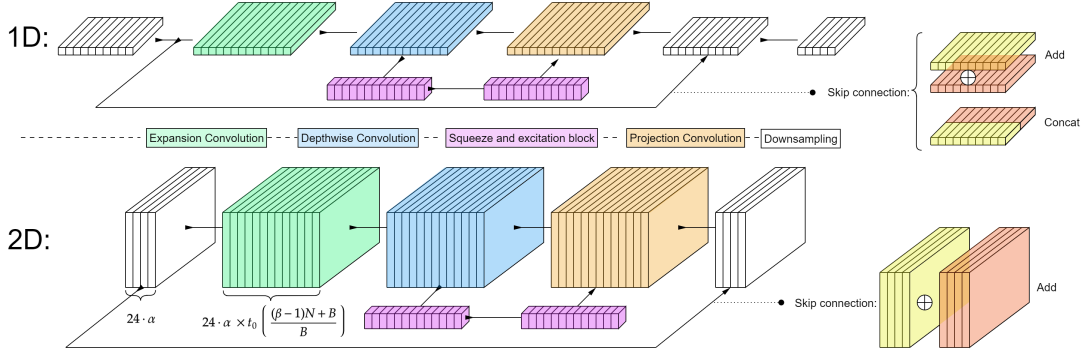 1D:
Add
Skip connection:
Concat
Expansion Convolution
Depthwise Convolution
Squeeze and excitation block
Projection Convolution
Downsampling
2D:
24 · α
24 · α × t₀ ( ((β − 1)N + B) / B )
Skip connection:
Add